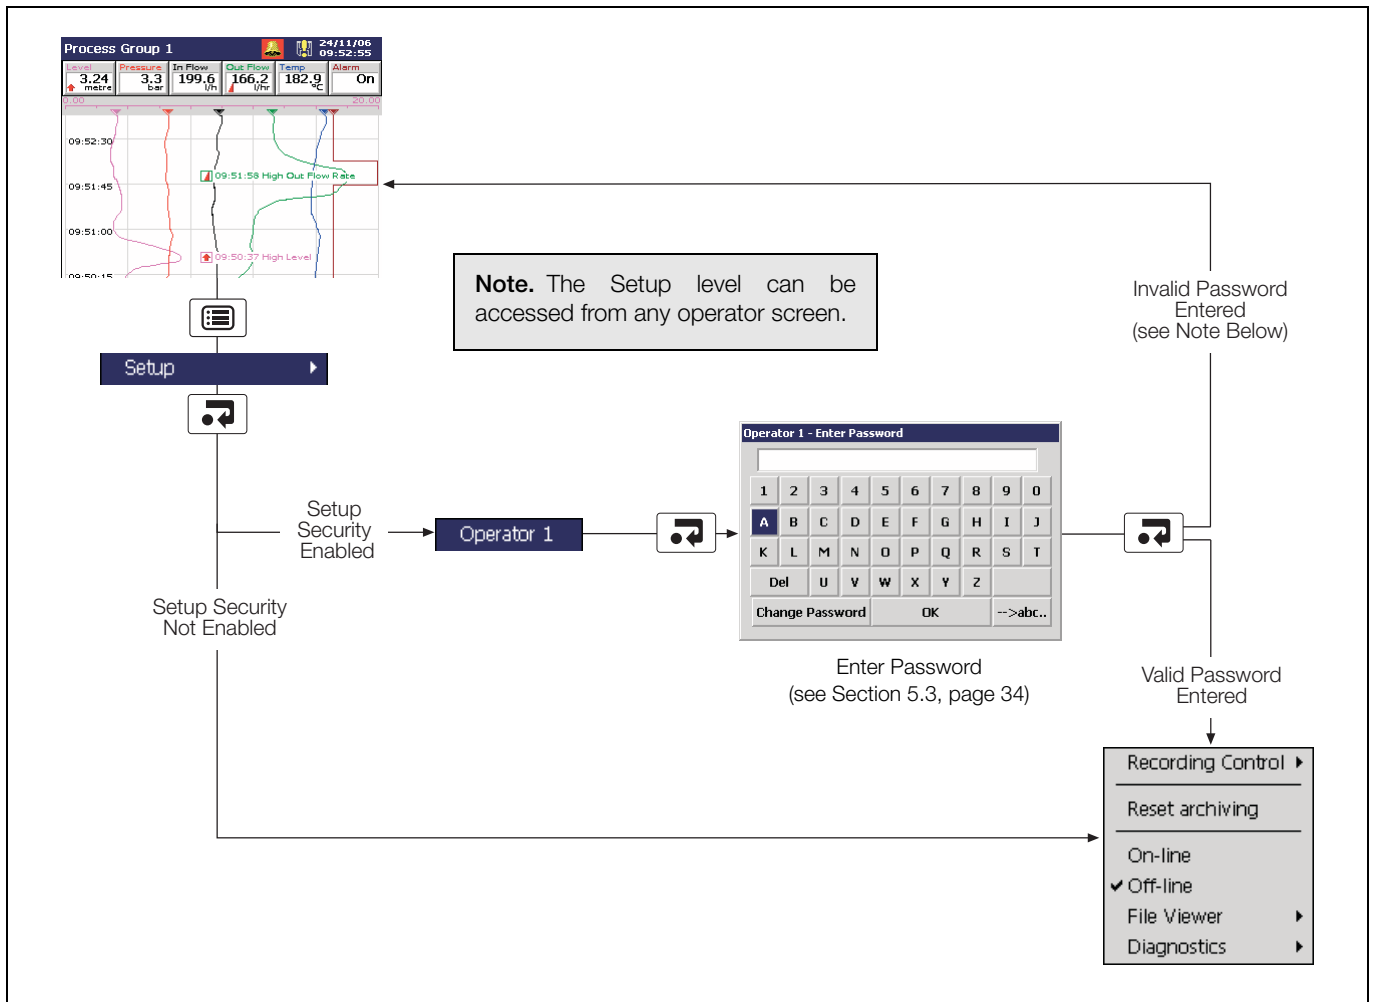 Process Group 1
24/11/06
09:52:55
Level Pressure In Flow Out Flow Temp Alarm
3.24 3.3 199.6 166.2 182.9 On
metre bar l/h l/hr °C
0.00 20.00
09:52:30
09:51:58 High Out Flow Rate
09:51:45
09:51:00
09:50:37 High Level
09:50:15
Note. The Setup level can be
accessed from any operator screen.
Invalid Password
Entered
(see Note Below)
Setup
Setup
Security
Enabled
Operator 1
Operator 1 - Enter Password
1 2 3 4 5 6 7 8 9 0
A B C D E F G H I J
K L M N O P Q R S T
Del U V W X Y Z
Change Password OK -->abc..
Setup Security
Not Enabled
Enter Password
(see Section 5.3, page 34)
Valid Password
Entered
Recording Control
Reset archiving
On-line
Off-line
File Viewer
Diagnostics